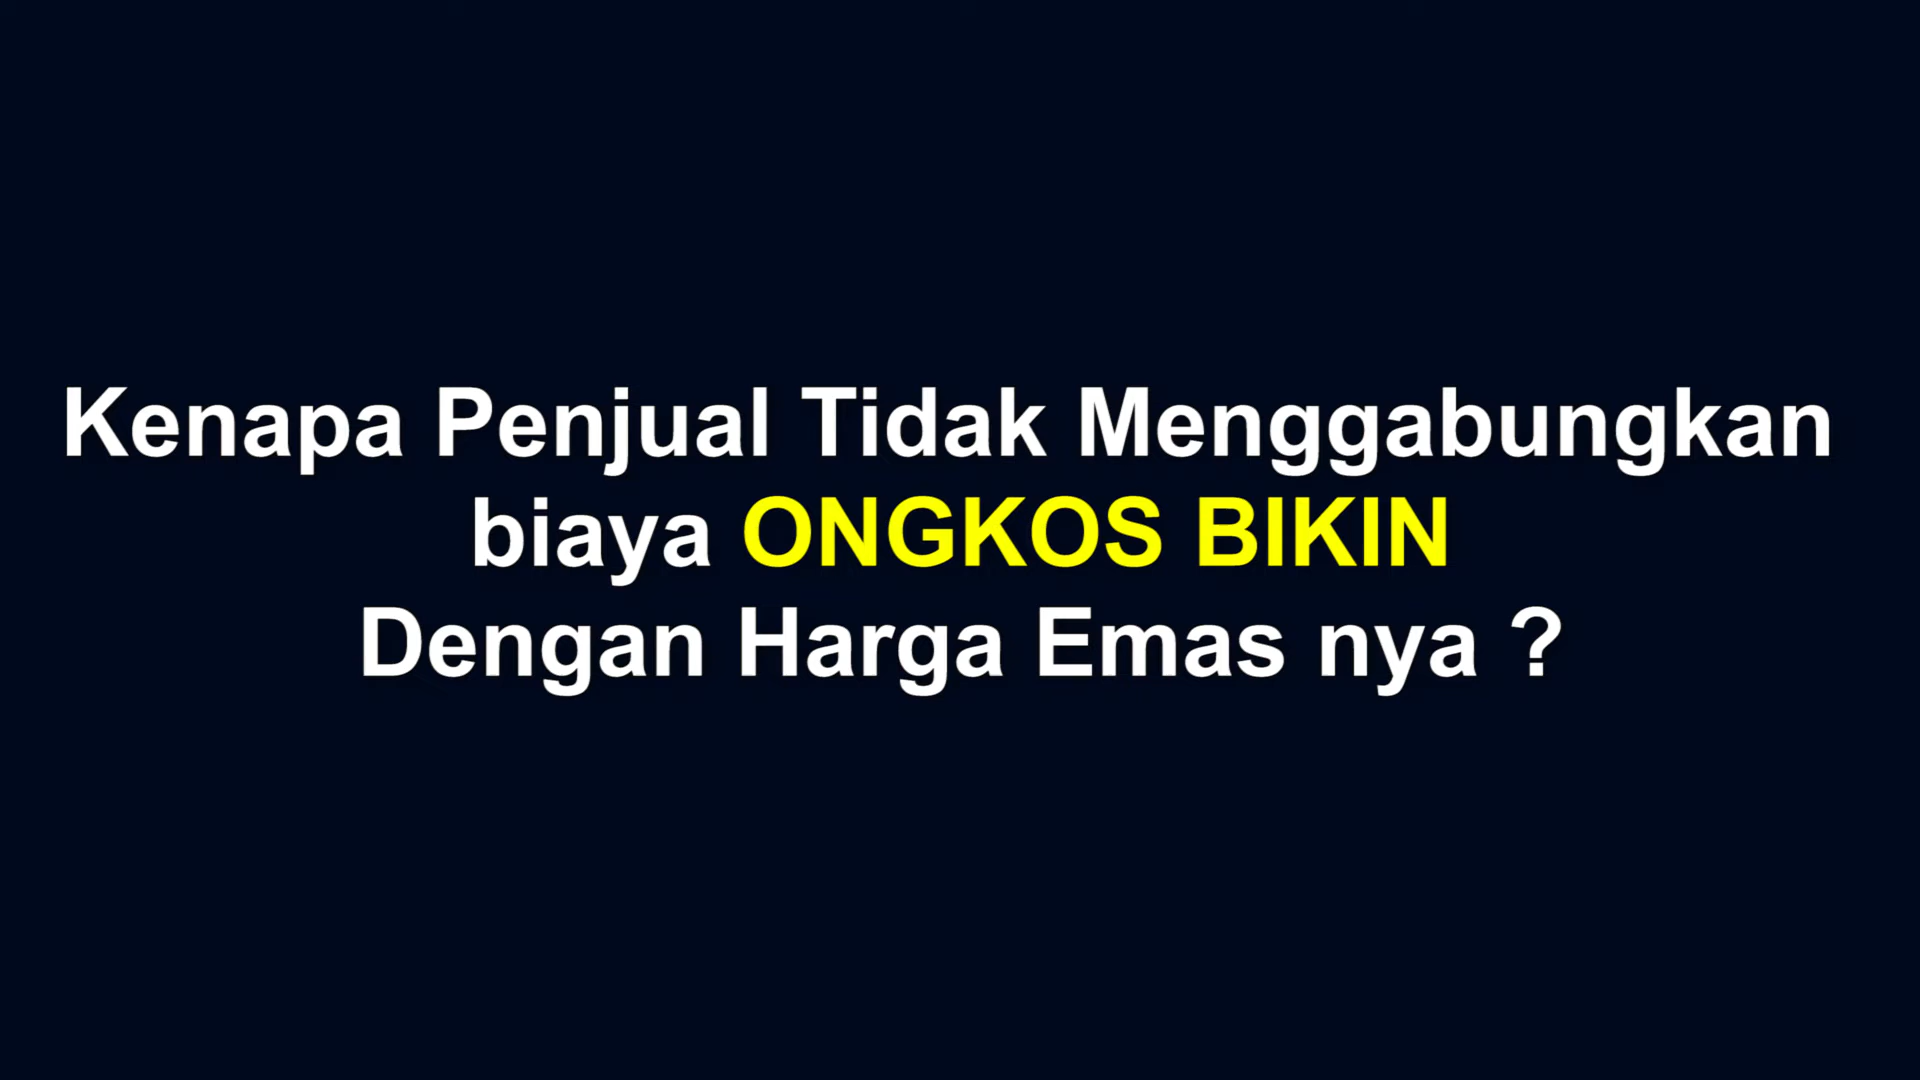 Kenapa Penjual Tidak Menggabungkan
biaya ONGKOS BIKIN
Dengan Harga Emas nya ?